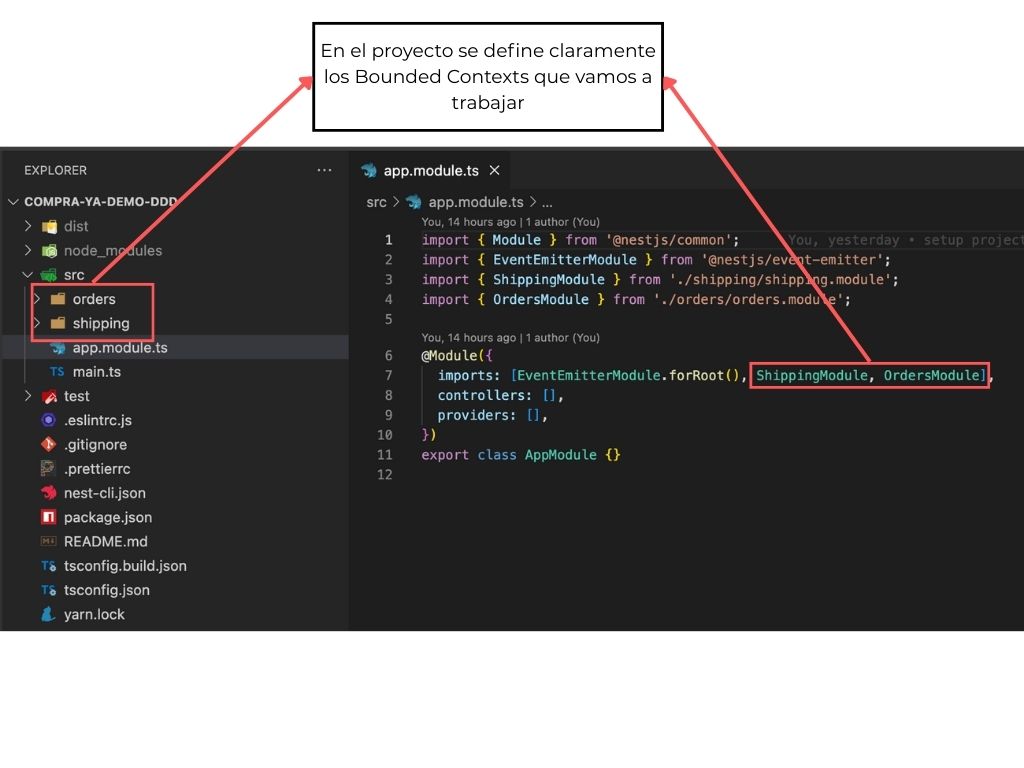 En el proyecto se define claramente
los Bounded Contexts que vamos a
trabajar
EXPLORER
...
COMPRA-YA-DEMO-DDD
dist
node_modules
src
orders
shipping
app.module.ts
TS main.ts
test
.eslintrc.js
.gitignore
.prettierrc
nest-cli.json
package.json
README.md
TS tsconfig.build.json
TS tsconfig.json
yarn.lock
app.module.ts
src > app.module.ts > ...
You, 14 hours ago | 1 author (You)
1 import { Module } from '@nestjs/common'; You, yesterday • setup project
2 import { EventEmitterModule } from '@nestjs/event-emitter';
3 import { ShippingModule } from './shipping/shipping.module';
4 import { OrdersModule } from './orders/orders.module';
5
You, 14 hours ago | 1 author (You)
6 @Module({
7 imports: [EventEmitterModule.forRoot(), ShippingModule, OrdersModule],
8 controllers: [],
9 providers: [],
10 })
11 export class AppModule {}
12